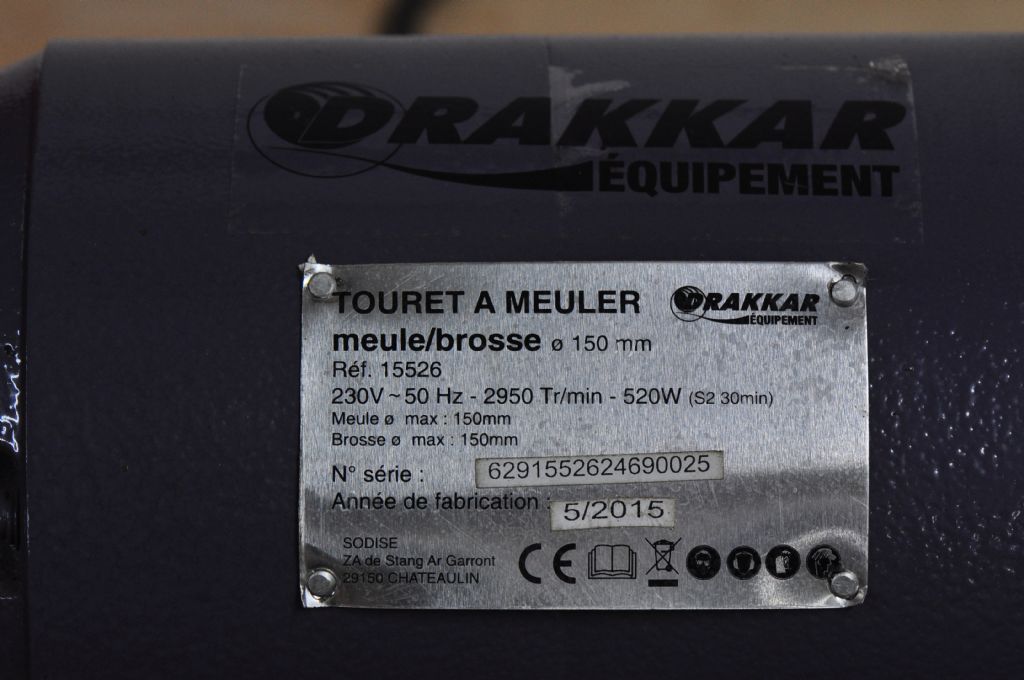 DRAKKAR
ÉQUIPEMENT
TOURET A MEULER
DRAKKAR
ÉQUIPEMENT
meule/brosse ø 150 mm
Réf. 15526
230V ~ 50 Hz - 2950 Tr/min - 520W (S2 30min)
Meule ø max : 150mm
Brosse ø max : 150mm
N° série : 6291552624690025
Année de fabrication : 5/2015
SODISE
ZA de Stang Ar Garront
29150 CHATEAULIN
CE